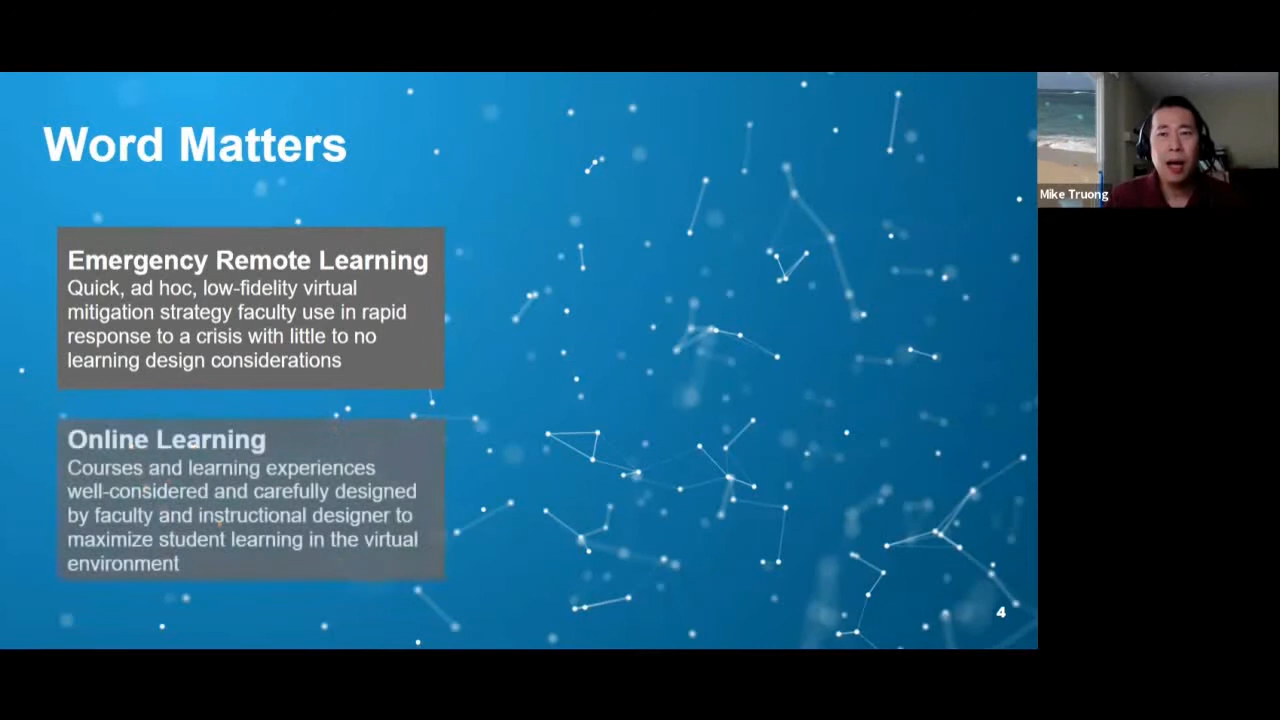 Word Matters
Mike Truong
Emergency Remote Learning
Quick, ad hoc, low-fidelity virtual
mitigation strategy faculty use in rapid
response to a crisis with little to no
learning design considerations
Online Learning
Courses and learning experiences
well-considered and carefully designed
by faculty and instructional designer to
maximize student learning in the virtual
environment
4